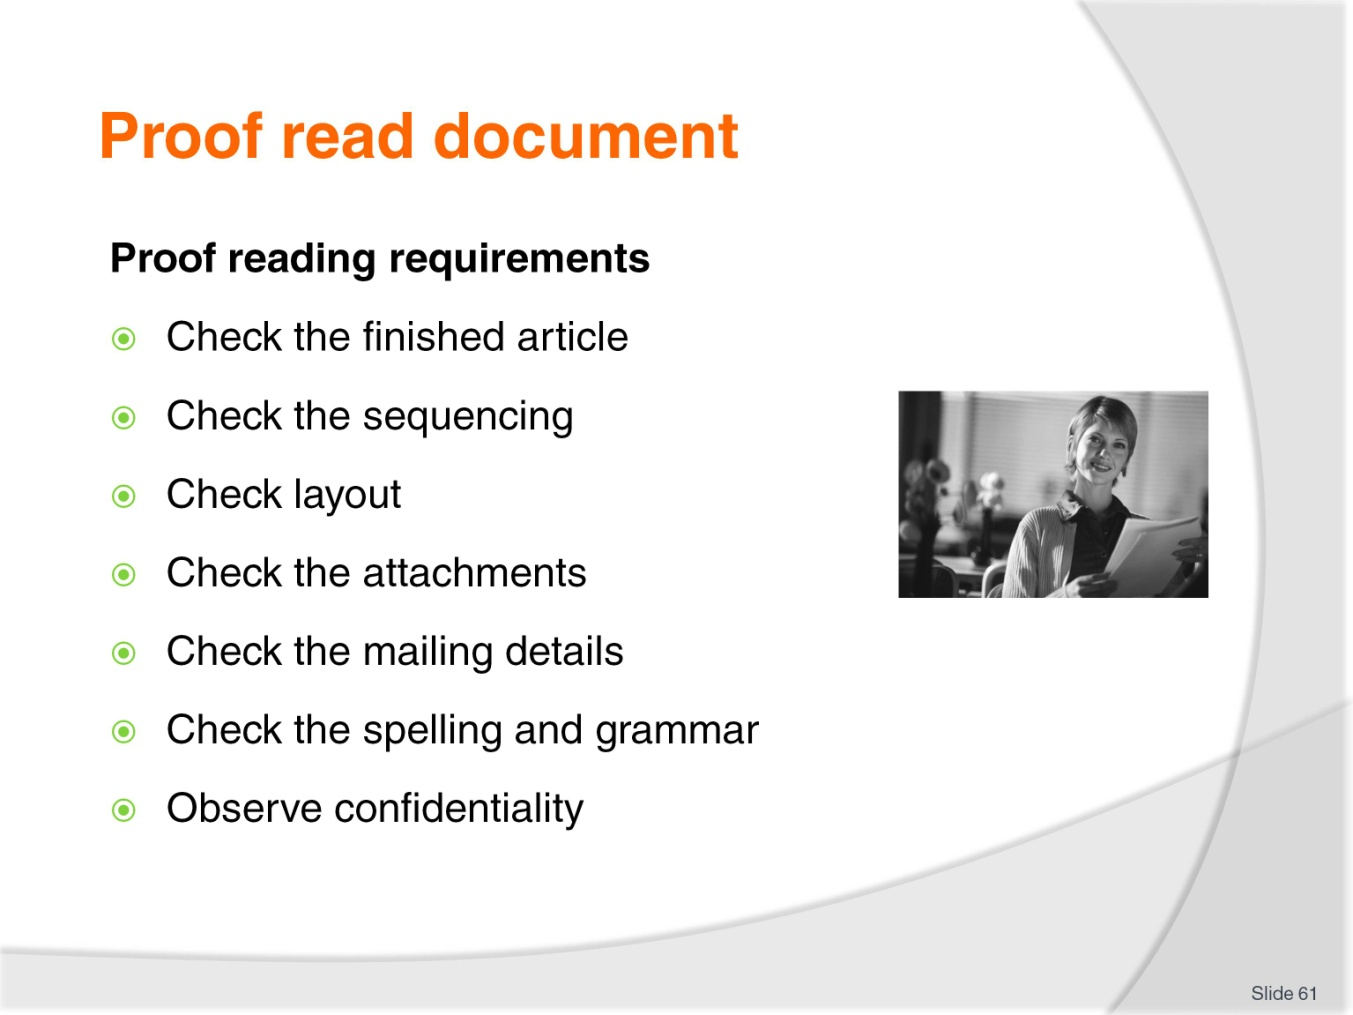 Proof read document
Proof reading requirements
Check the finished article
Check the sequencing
Check layout
Check the attachments
Check the mailing details
Check the spelling and grammar
Observe confidentiality
Slide 61